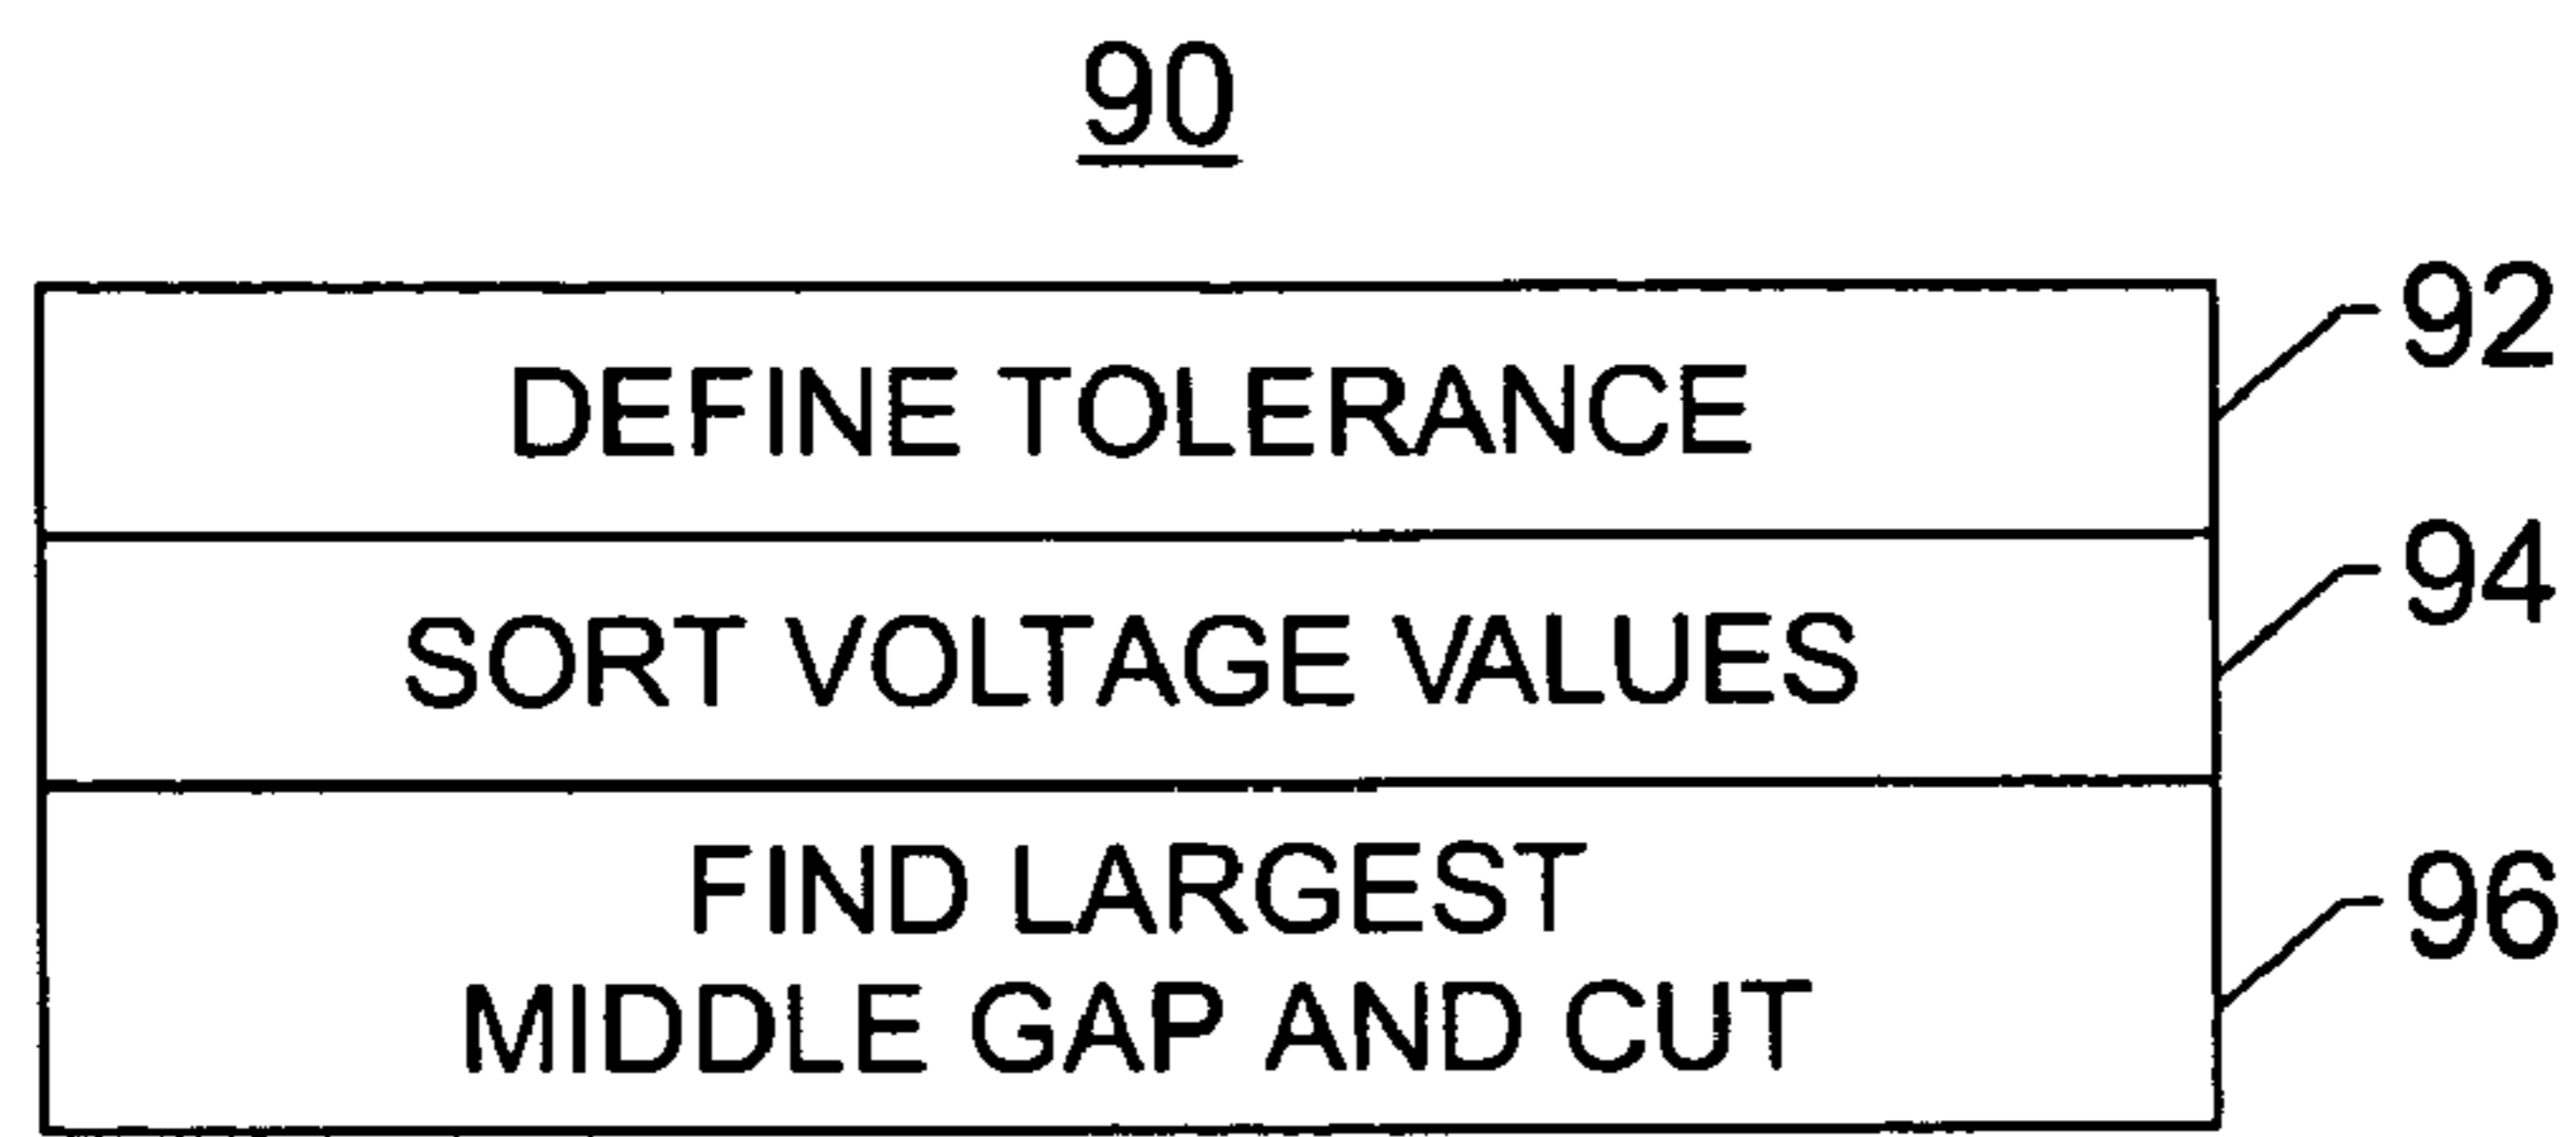 90
DEFINE TOLERANCE
92
SORT VOLTAGE VALUES
94
FIND LARGEST
MIDDLE GAP AND CUT
96